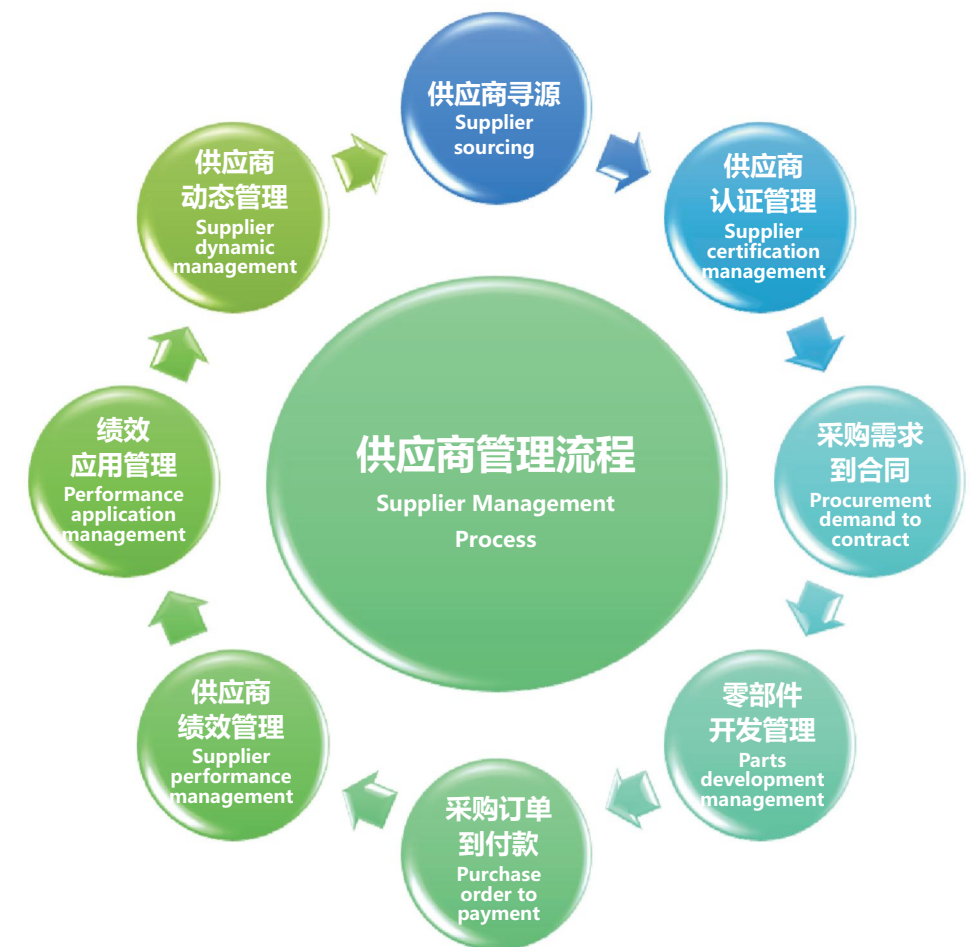 供应商寻源
Supplier
sourcing
供应商
认证管理
Supplier
certification
management
采购需求
到合同
Procurement
demand to
contract
零部件
开发管理
Parts
development
management
采购订单
到付款
Purchase
order to
payment
供应商
绩效管理
Supplier
performance
management
绩效
应用管理
Performance
application
management
供应商
动态管理
Supplier
dynamic
management
供应商管理流程
Supplier Management
Process